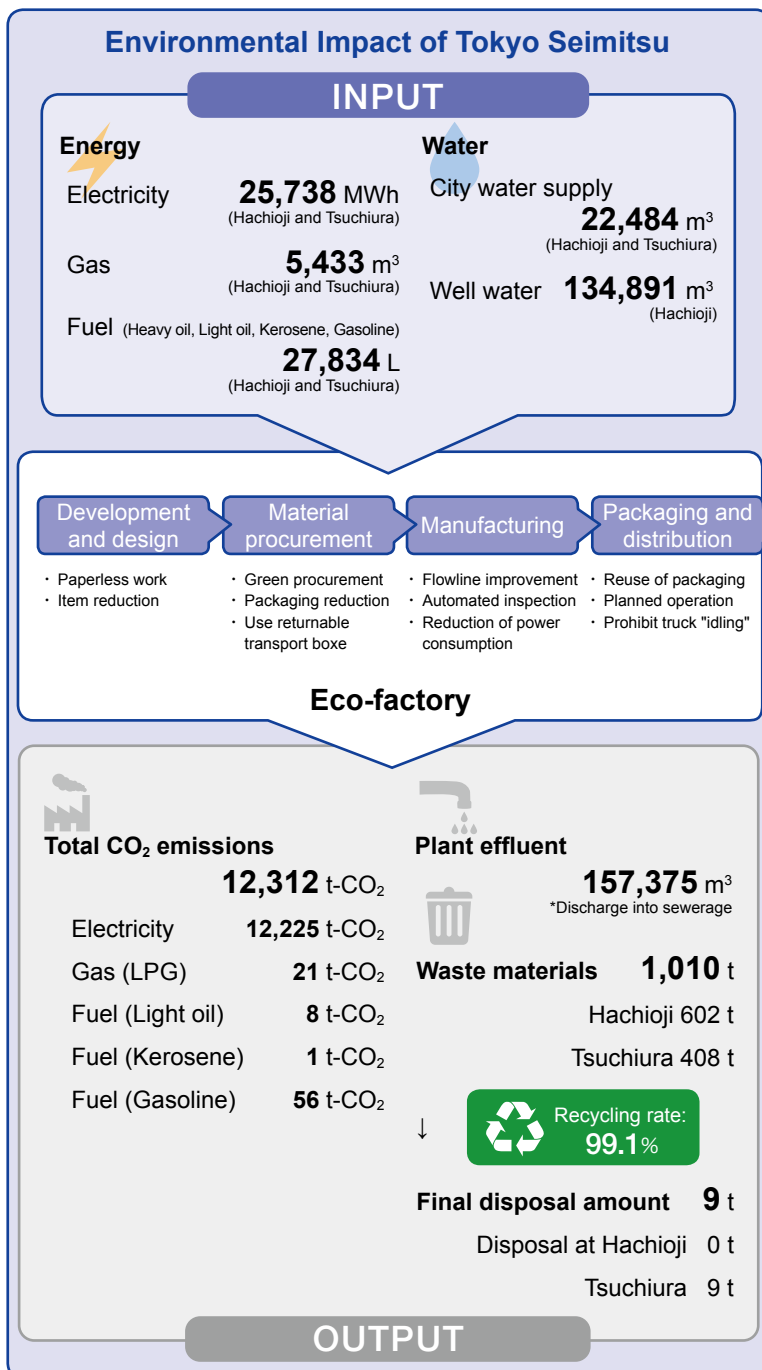 Environmental Impact of Tokyo Seimitsu
INPUT
Energy
Electricity 25,738 MWh
(Hachioji and Tsuchiura)
Gas 5,433 m³
(Hachioji and Tsuchiura)
Fuel (Heavy oil, Light oil, Kerosene, Gasoline)
27,834 L
(Hachioji and Tsuchiura)
Water
City water supply
22,484 m³
(Hachioji and Tsuchiura)
Well water 134,891 m³
(Hachioji)
Development
and design
・ Paperless work
・ Item reduction
Material
procurement
・ Green procurement
・ Packaging reduction
・ Use returnable
transport boxe
Manufacturing
・ Flowline improvement
・ Automated inspection
・ Reduction of power
consumption
Packaging and
distribution
・ Reuse of packaging
・ Planned operation
・ Prohibit truck "idling"
Eco-factory
Total CO₂ emissions
12,312 t-CO₂
Electricity 12,225 t-CO₂
Gas (LPG) 21 t-CO₂
Fuel (Light oil) 8 t-CO₂
Fuel (Kerosene) 1 t-CO₂
Fuel (Gasoline) 56 t-CO₂
Plant effluent
157,375 m³
*Discharge into sewerage
Waste materials 1,010 t
Hachioji 602 t
Tsuchiura 408 t
↓
Recycling rate:
99.1%
Final disposal amount 9 t
Disposal at Hachioji 0 t
Tsuchiura 9 t
OUTPUT